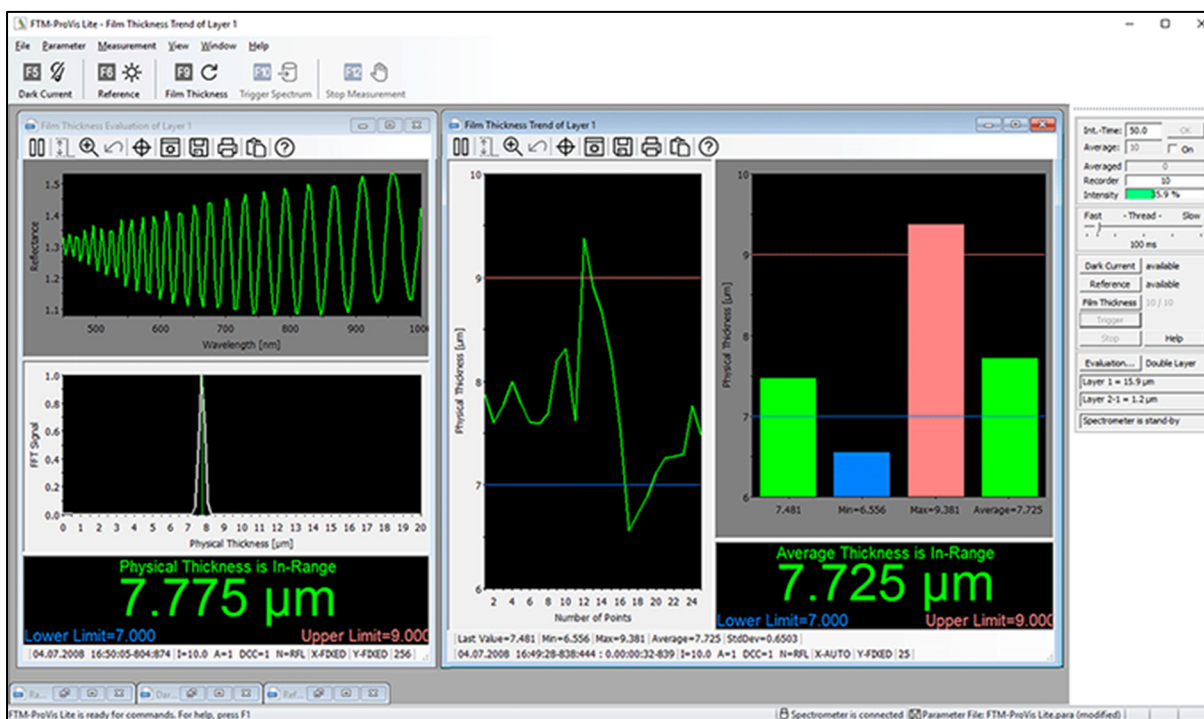 FTM-ProVis Lite - Film Thickness Trend of Layer 1
File Parameter Measurement View Window Help
F5 F6 F9 F10 F12
Dark Current Reference Film Thickness Trigger Spectrum Stop Measurement
Film Thickness Evaluation of Layer 1
1.5
1.4
1.3
1.2
1.1
Reflectance
500 600 700 800 900 1000
Wavelength [nm]
1.0
0.8
0.6
0.4
0.2
0.0
FFT Signal
0 1 2 3 4 5 6 7 8 9 10 11 12 13 14 15 16 17 18 19 20
Physical Thickness [µm]
Physical Thickness is In-Range
7.775 µm
Lower Limit=7.000 Upper Limit=9.000
04.07.2008 16:50:05-804:874 I=10.0 A=1 DCC=1 N=RFL X-FIXED Y-FIXED 256
Film Thickness Trend of Layer 1
10
9
8
7
6
Physical Thickness [µm]
2 4 6 8 10 12 14 16 18 20 22 24
Number of Points
10
9
8
7
6
Physical Thickness [µm]
7.481 Min=6.556 Max=9.381 Average=7.725
Average Thickness is In-Range
7.725 µm
Lower Limit=7.000 Upper Limit=9.000
Last Value=7.481 Min=6.556 Max=9.381 Average=7.725 StdDev=0.6503
04.07.2008 16:49:28-838:444 : 0.00:00:32-839 I=10.0 A=1 DCC=1 N=RFL X-AUTO Y-FIXED 25
Int.-Time: 50.0 OK
Average: 10 On
Averaged 0
Recorder 10
Intensity 35.9 %
Fast - Thread - Slow
100 ms
Dark Current available
Reference available
Film Thickness 10 / 10
Trigger
Stop Help
Evaluation... Double Layer
Layer 1 = 15.9 µm
Layer 2-1 = 1.2 µm
Spectrometer is stand-by
Ra... Dar... Ref...
FTM-ProVis Lite is ready for commands. For help, press F1
Spectrometer is connected Parameter File: FTM-ProVis Lite.para (modified)